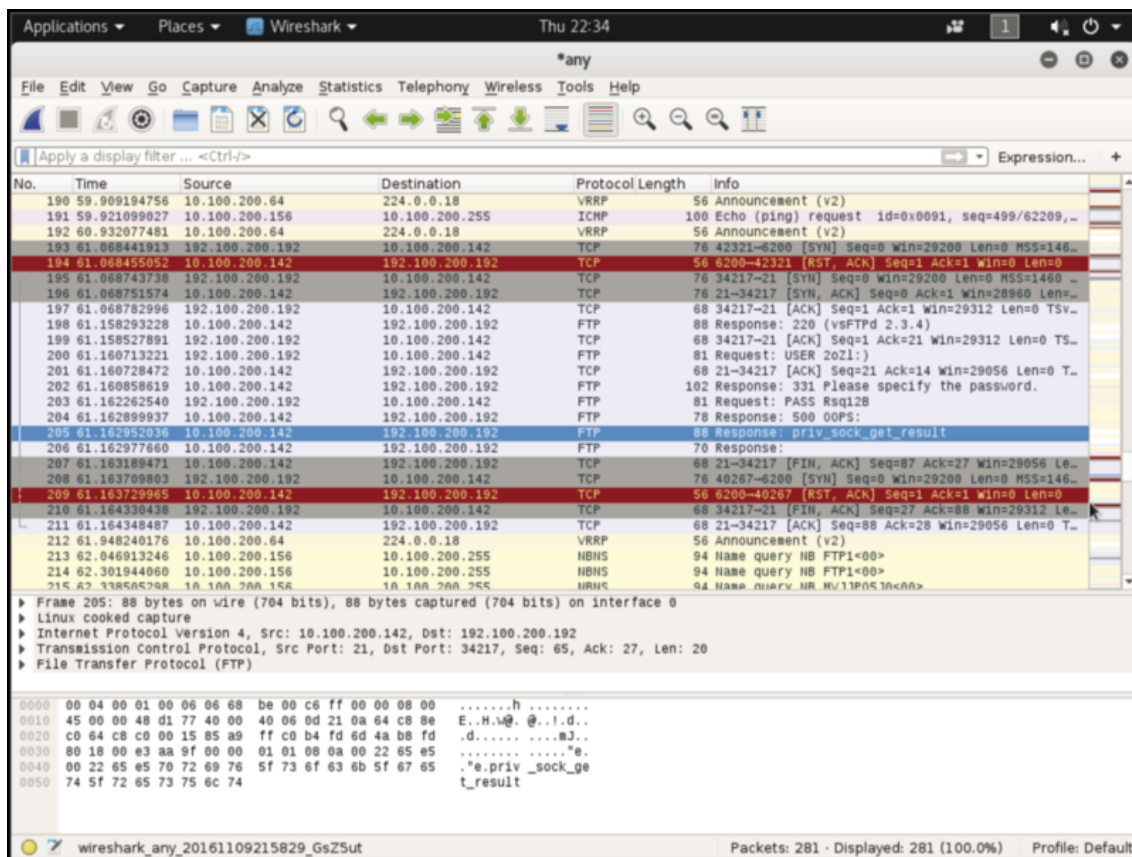 Applications ▾ Places ▾ Wireshark ▾ Thu 22:34 1
*any
File Edit View Go Capture Analyze Statistics Telephony Wireless Tools Help
Apply a display filter ... <Ctrl-/> Expression... +
No. Time Source Destination Protocol Length Info
190 59.909194756 10.100.200.64 224.0.0.18 VRRP 56 Announcement (v2)
191 59.921099027 10.100.200.156 10.100.200.255 ICMP 100 Echo (ping) request id=0x0091, seq=499/62209,…
192 60.932077481 10.100.200.64 224.0.0.18 VRRP 56 Announcement (v2)
193 61.068441913 192.100.200.192 10.100.200.142 TCP 76 42321→6200 [SYN] Seq=0 Win=29200 Len=0 MSS=146…
194 61.068455052 10.100.200.142 192.100.200.192 TCP 56 6200→42321 [RST, ACK] Seq=1 Ack=1 Win=0 Len=0
195 61.068743738 192.100.200.192 10.100.200.142 TCP 76 34217→21 [SYN] Seq=0 Win=29200 Len=0 MSS=1460 …
196 61.068751574 10.100.200.142 192.100.200.192 TCP 76 21→34217 [SYN, ACK] Seq=0 Ack=1 Win=28960 Len=…
197 61.068782996 192.100.200.192 10.100.200.142 TCP 68 34217→21 [ACK] Seq=1 Ack=1 Win=29312 Len=0 TSv…
198 61.158293228 10.100.200.142 192.100.200.192 FTP 88 Response: 220 (vsFTPd 2.3.4)
199 61.158527891 192.100.200.192 10.100.200.142 TCP 68 34217→21 [ACK] Seq=1 Ack=21 Win=29312 Len=0 TS…
200 61.160713221 192.100.200.192 10.100.200.142 FTP 81 Request: USER 2oZl:)
201 61.160728472 10.100.200.142 192.100.200.192 TCP 68 21→34217 [ACK] Seq=21 Ack=14 Win=29056 Len=0 T…
202 61.160858619 10.100.200.142 192.100.200.192 FTP 102 Response: 331 Please specify the password.
203 61.162262540 192.100.200.192 10.100.200.142 FTP 81 Request: PASS Rsq12B
204 61.162899937 10.100.200.142 192.100.200.192 FTP 78 Response: 500 OOPS:
205 61.162952036 10.100.200.142 192.100.200.192 FTP 88 Response: priv_sock_get_result
206 61.162977660 10.100.200.142 192.100.200.192 FTP 70 Response:
207 61.163189471 10.100.200.142 192.100.200.192 TCP 68 21→34217 [FIN, ACK] Seq=87 Ack=27 Win=29056 Le…
208 61.163709803 192.100.200.192 10.100.200.142 TCP 76 40267→6200 [SYN] Seq=0 Win=29200 Len=0 MSS=146…
209 61.163729965 10.100.200.142 192.100.200.192 TCP 56 6200→40267 [RST, ACK] Seq=1 Ack=1 Win=0 Len=0
210 61.164330438 192.100.200.192 10.100.200.142 TCP 68 34217→21 [FIN, ACK] Seq=27 Ack=88 Win=29312 Le…
211 61.164348487 10.100.200.142 192.100.200.192 TCP 68 21→34217 [ACK] Seq=88 Ack=28 Win=29056 Len=0 T…
212 61.948240176 10.100.200.64 224.0.0.18 VRRP 56 Announcement (v2)
213 62.046913246 10.100.200.156 10.100.200.255 NBNS 94 Name query NB FTP1<00>
214 62.301944060 10.100.200.156 10.100.200.255 NBNS 94 Name query NB FTP1<00>
215 62.338505298 10.100.200.156 10.100.200.255 NBNS 94 Name query NB
Frame 205: 88 bytes on wire (704 bits), 88 bytes captured (704 bits) on interface 0
Linux cooked capture
Internet Protocol Version 4, Src: 10.100.200.142, Dst: 192.100.200.192
Transmission Control Protocol, Src Port: 21, Dst Port: 34217, Seq: 65, Ack: 27, Len: 20
File Transfer Protocol (FTP)
0000 00 04 00 01 00 06 06 68 be 00 c6 ff 00 00 08 00 .......h ........
0010 45 00 00 48 d1 77 40 00 40 06 0d 21 0a 64 c8 8e E..H.w@. @..!.d..
0020 c0 64 c8 c0 00 15 85 a9 ff c0 b4 fd 6d 4a b8 fd .d...... ....mJ..
0030 80 18 00 e3 aa 9f 00 00 01 01 08 0a 00 22 65 e5 ........ ....."e.
0040 00 22 65 e5 70 72 69 76 5f 73 6f 63 6b 5f 67 65 ."e.priv _sock_ge
0050 74 5f 72 65 73 75 6c 74 t_result
wireshark_any_20161109215829_GsZ5ut Packets: 281 · Displayed: 281 (100.0%) Profile: Default